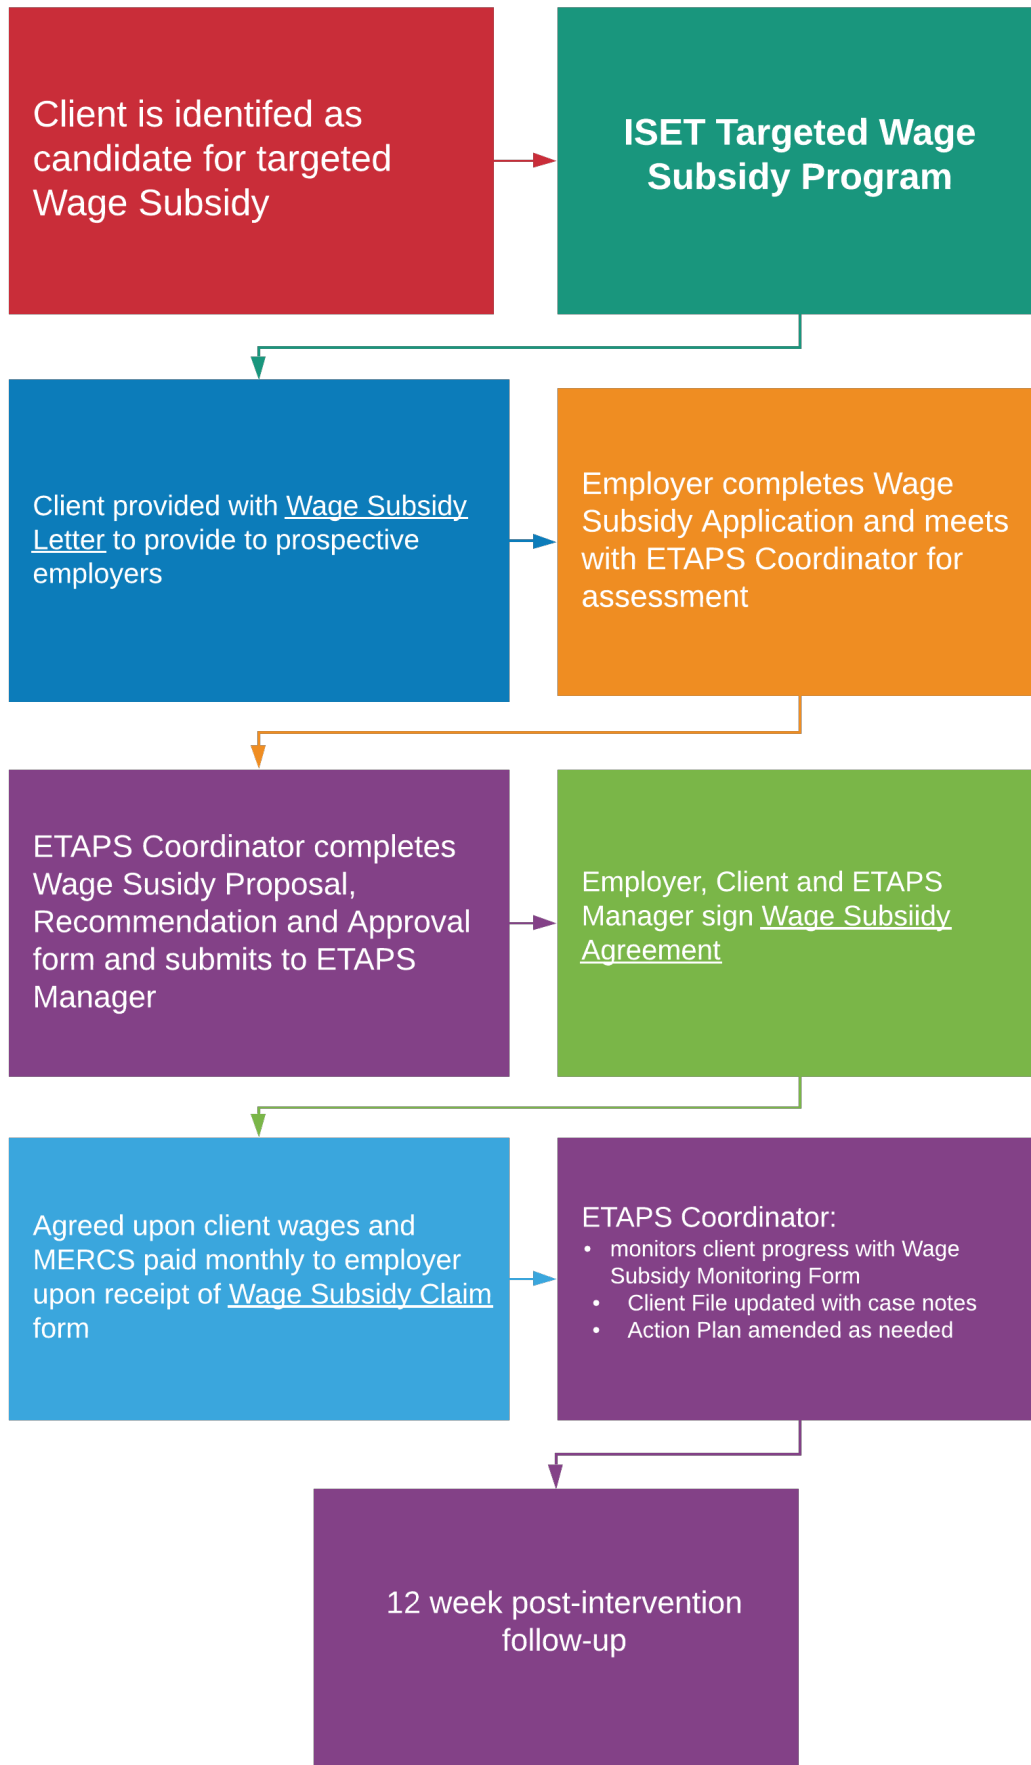 Client is identifed as
candidate for targeted
Wage Subsidy
ISET Targeted Wage
Subsidy Program
Client provided with Wage Subsidy
Letter to provide to prospective
employers
Employer completes Wage
Subsidy Application and meets
with ETAPS Coordinator for
assessment
ETAPS Coordinator completes
Wage Susidy Proposal,
Recommendation and Approval
form and submits to ETAPS
Manager
Employer, Client and ETAPS
Manager sign Wage Subsiidy
Agreement
Agreed upon client wages and
MERCS paid monthly to employer
upon receipt of Wage Subsidy Claim
form
ETAPS Coordinator:
• monitors client progress with Wage
Subsidy Monitoring Form
• Client File updated with case notes
• Action Plan amended as needed
12 week post-intervention
follow-up